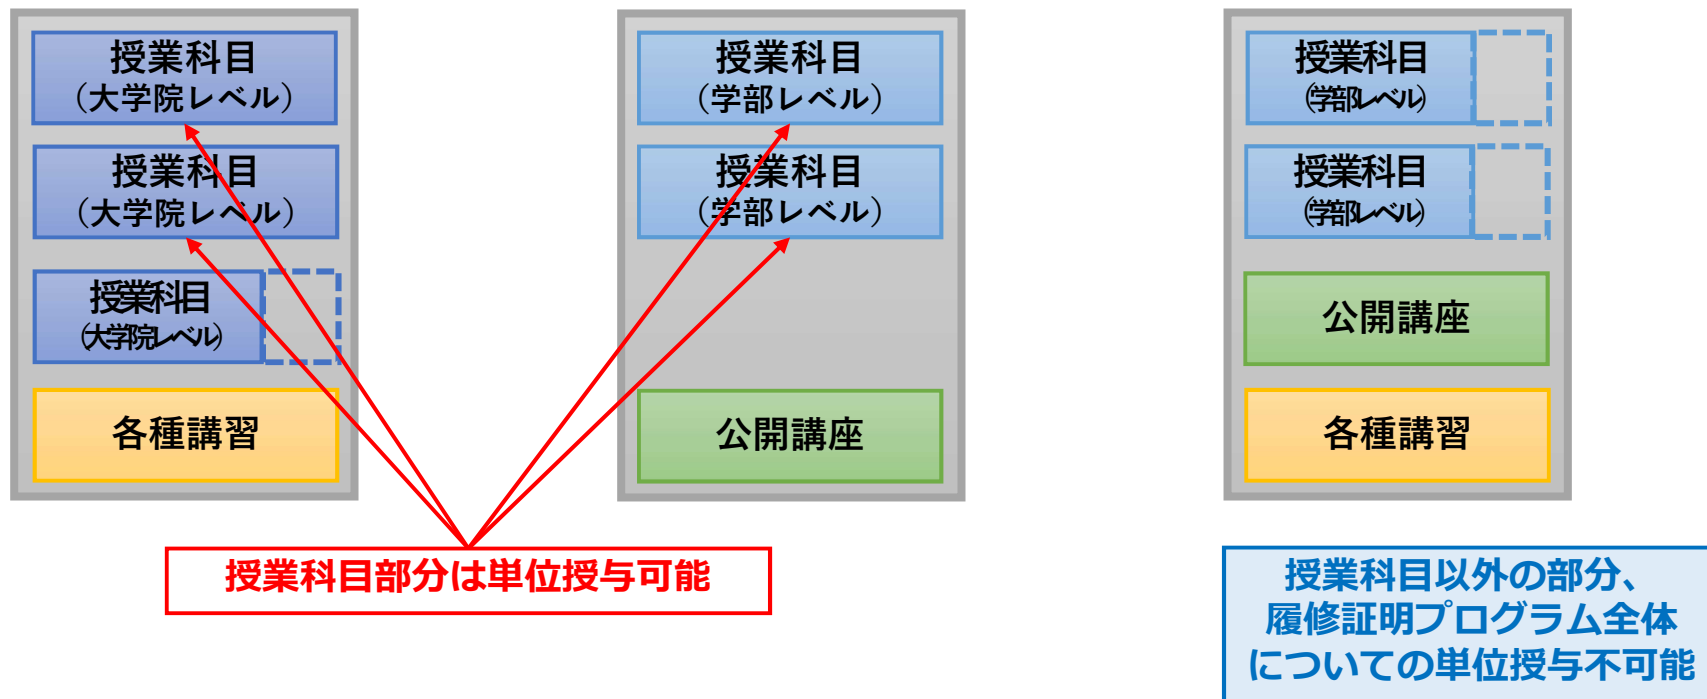 授業科目
（大学院レベル）
授業科目
（大学院レベル）
授業科目
（大学院レベル）
各種講習
授業科目
（学部レベル）
授業科目
（学部レベル）
公開講座
授業科目
（学部レベル）
授業科目
（学部レベル）
公開講座
各種講習
授業科目部分は単位授与可能
授業科目以外の部分、
履修証明プログラム全体
についての単位授与不可能